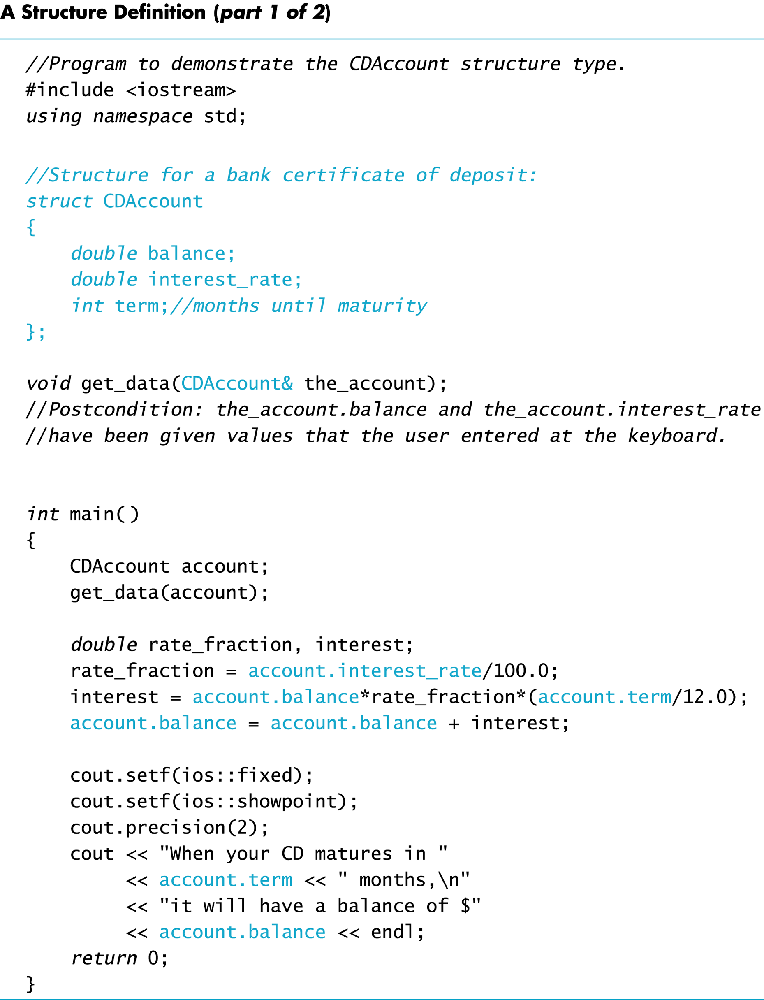 A Structure Definition (part 1 of 2)
//Program to demonstrate the CDAccount structure type.
#include <iostream>
using namespace std;
//Structure for a bank certificate of deposit:
struct CDAccount
{
double balance;
double interest_rate;
int term;//months until maturity
};
void get_data(CDAccount& the_account);
//Postcondition: the_account.balance and the_account.interest_rate
//have been given values that the user entered at the keyboard.
int main()
{
CDAccount account;
get_data(account);
double rate_fraction, interest;
rate_fraction = account.interest_rate/100.0;
interest = account.balance*rate_fraction*(account.term/12.0);
account.balance = account.balance + interest;
cout.setf(ios::fixed);
cout.setf(ios::showpoint);
cout.precision(2);
cout << "When your CD matures in "
<< account.term << " months,\n"
<< "it will have a balance of $"
<< account.balance << endl;
return 0;
}